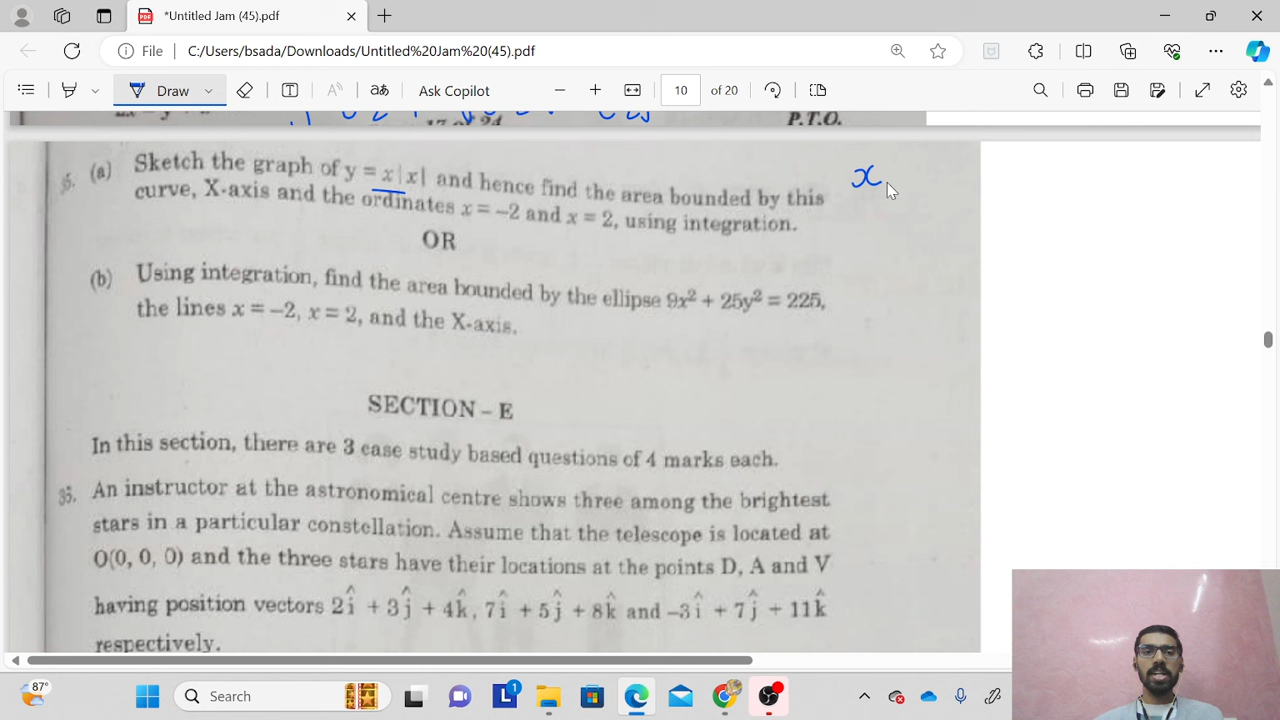 *Untitled Jam (45).pdf
File C:/Users/bsada/Downloads/Untitled%20Jam%20(45).pdf
Draw Ask Copilot 10 of 20
17 of 24 P.T.O.
(a) Sketch the graph of y = x|x| and hence find the area bounded by this
curve, X-axis and the ordinates x = –2 and x = 2, using integration.
x
OR
(b) Using integration, find the area bounded by the ellipse 9x² + 25y² = 225,
the lines x = –2, x = 2, and the X-axis.
SECTION – E
In this section, there are 3 case study based questions of 4 marks each.
An instructor at the astronomical centre shows three among the brightest
stars in a particular constellation. Assume that the telescope is located at
O(0, 0, 0) and the three stars have their locations at the points D, A and V
having position vectors 2î + 3ĵ + 4k̂, 7î + 5ĵ + 8k̂ and –3î + 7ĵ + 11k̂
respectively.
87°
Search
1